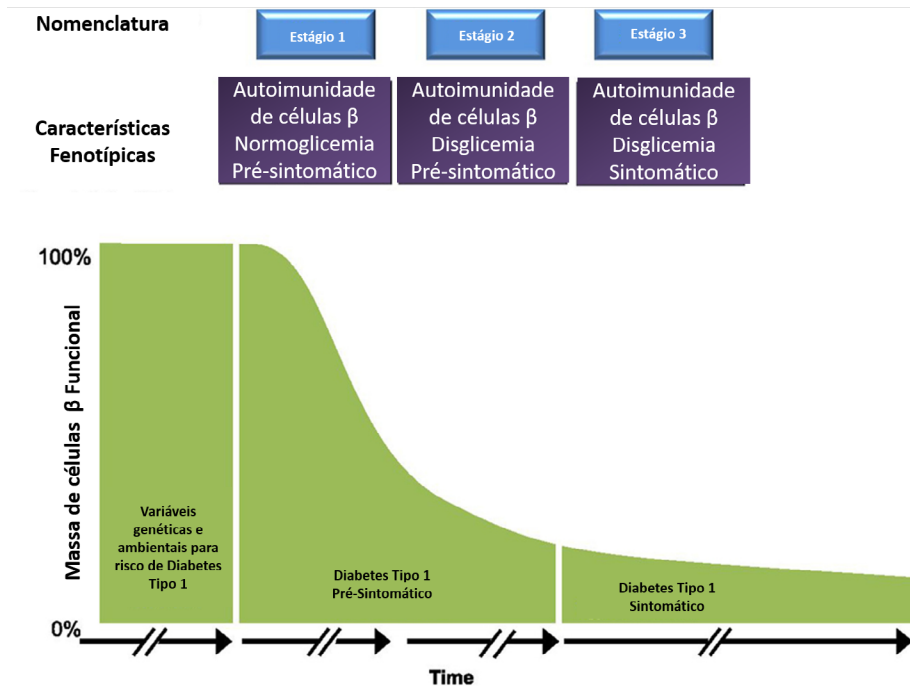 Nomenclatura
Estágio 1
Estágio 2
Estágio 3
Características
Fenotípicas
Autoimunidade
de células β
Normoglicemia
Pré-sintomático
Autoimunidade
de células β
Disglicemia
Pré-sintomático
Autoimunidade
de células β
Disglicemia
Sintomático
100%
Massa de células β Funcional
0%
Variáveis
genéticas e
ambientais para
risco de Diabetes
Tipo 1
Diabetes Tipo 1
Pré-Sintomático
Diabetes Tipo 1
Sintomático
Time